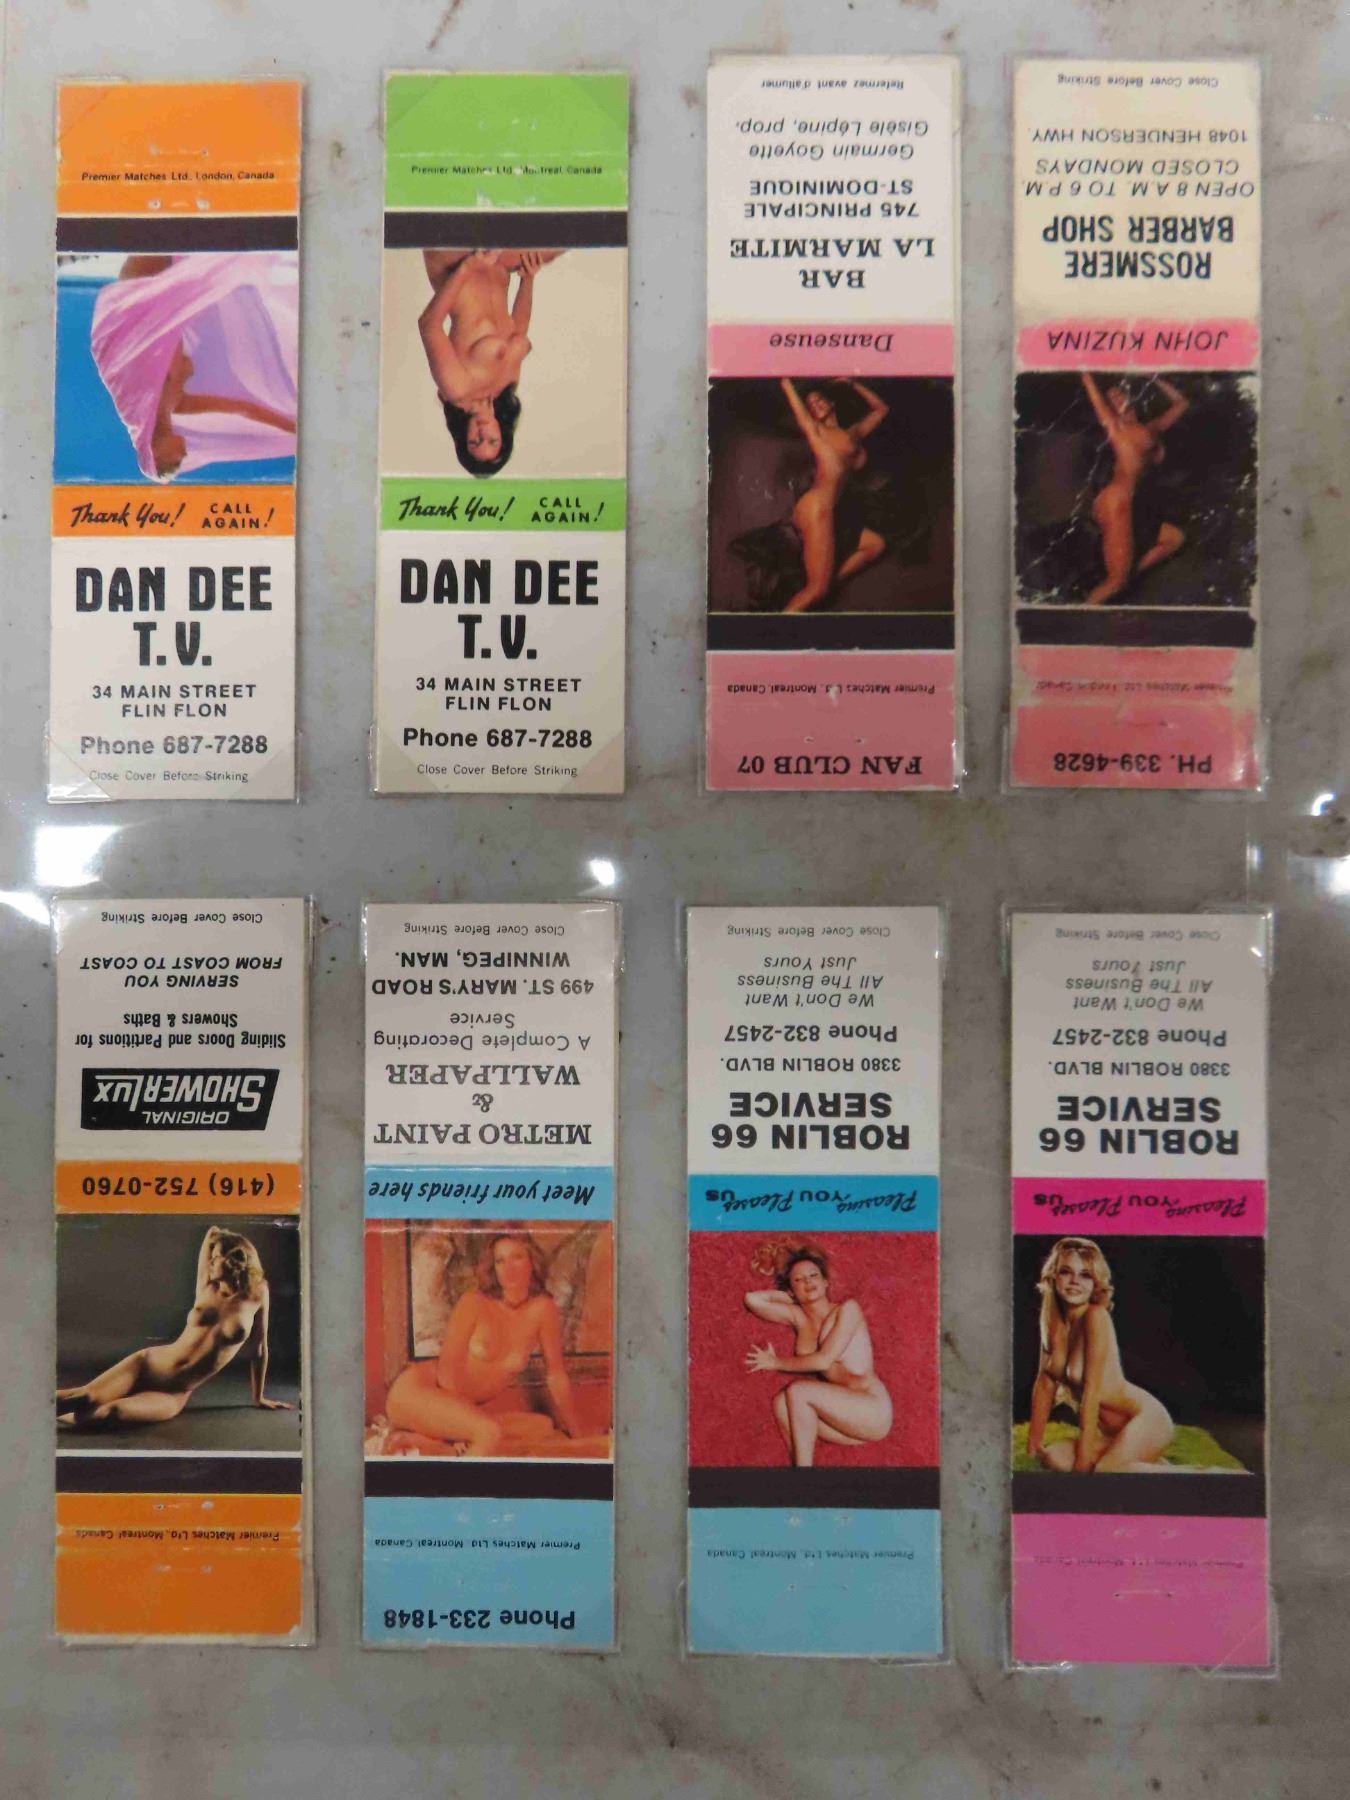 Premier Matches Ltd., London, Canada
Thank You! CALL AGAIN!
DAN DEE
T.V.
34 MAIN STREET
FLIN FLON
Phone 687-7288
Close Cover Before Striking
Premier Matches Ltd. Montreal, Canada
Thank You! CALL AGAIN!
DAN DEE
T.V.
34 MAIN STREET
FLIN FLON
Phone 687-7288
Close Cover Before Striking
FAN CLUB 07
Premier Matches Ltd., Montreal, Canada
Danseuse
BAR
LA MARMITE
745 PRINCIPALE
ST-DOMINIQUE
Germain Goyette
Gisèle Lépine, prop.
Refermez avant d'allumer
PH. 339-4628
Premier Matches Ltd. London Canada
JOHN KUZINA
ROSSMERE
BARBER SHOP
OPEN 8 A.M. TO 6 P.M.
CLOSED MONDAYS
1048 HENDERSON HWY.
Close Cover Before Striking
Premier Matches Ltd., Montreal, Canada
(416) 752-0760
ORIGINAL
SHOWERLUX
Sliding Doors and Partitions for
Showers & Baths
SERVING YOU
FROM COAST TO COAST
Close Cover Before Striking
Phone 233-1848
Premier Matches Ltd. Montreal, Canada
Meet your friends here
METRO PAINT
&
WALLPAPER
A Complete Decorating
Service
499 ST. MARY'S ROAD
WINNIPEG, MAN.
Close Cover Before Striking
Premier Matches Ltd., Montreal, Canada
Pleasing YOU Pleases US
ROBLIN 66
SERVICE
3380 ROBLIN BLVD.
Phone 832-2457
We Don't Want
All The Business
Just Yours
Close Cover Before Striking
Premier Matches Ltd., Montreal, Canada
Pleasing YOU Pleases US
ROBLIN 66
SERVICE
3380 ROBLIN BLVD.
Phone 832-2457
We Don't Want
All The Business
Just Yours
Close Cover Before Striking